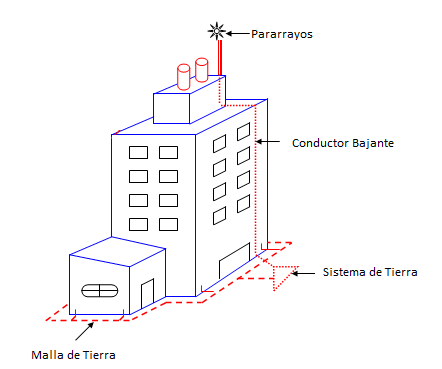 Pararrayos
Conductor Bajante
Sistema de Tierra
Malla de Tierra